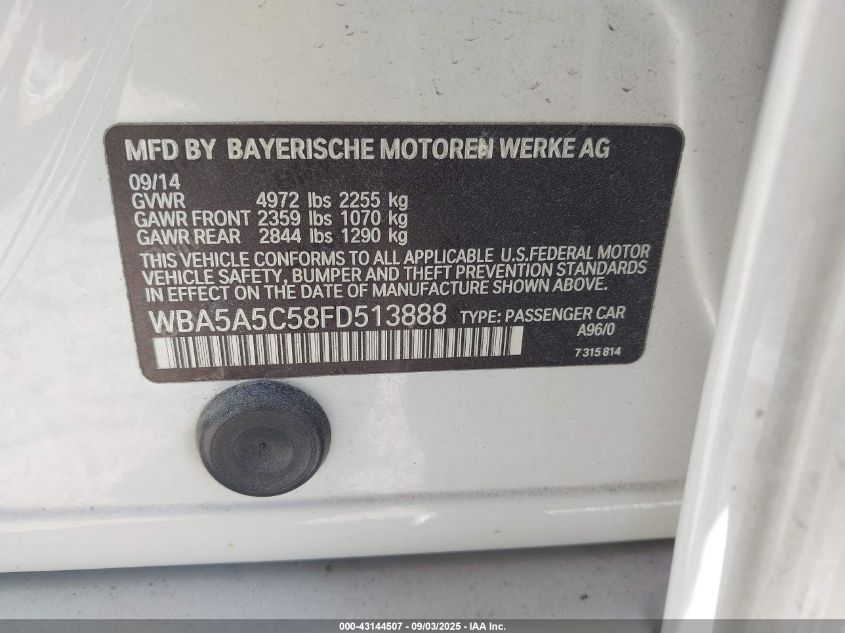 MFD BY BAYERISCHE MOTOREN WERKE AG
09/14
GVWR 4972 lbs 2255 kg
GAWR FRONT 2359 lbs 1070 kg
GAWR REAR 2844 lbs 1290 kg
THIS VEHICLE CONFORMS TO ALL APPLICABLE U.S.FEDERAL MOTOR
VEHICLE SAFETY, BUMPER AND THEFT PREVENTION STANDARDS
IN EFFECT ON THE DATE OF MANUFACTURE SHOWN ABOVE.
WBA5A5C58FD513888 TYPE: PASSENGER CAR
A96/0
7 315 814
000-43144507 - 09/03/2025 - © IAA Inc.